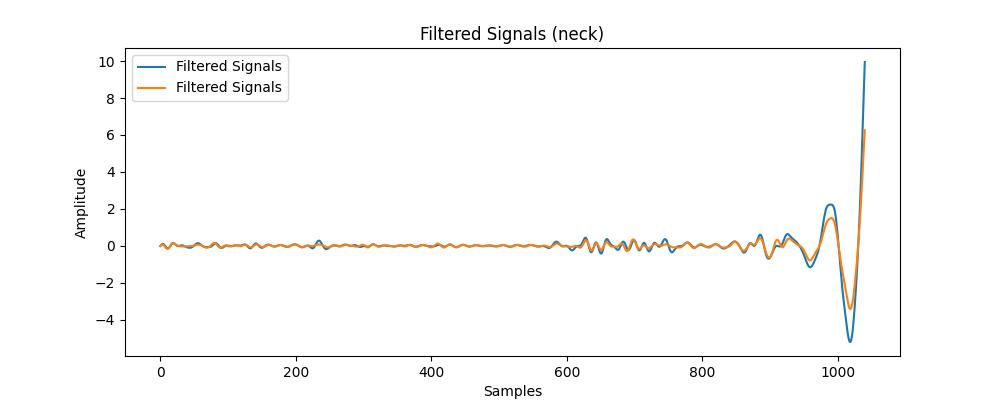 Filtered Signals (neck)
Filtered Signals
Filtered Signals
10
8
6
4
2
0
−2
−4
Amplitude
0 200 400 600 800 1000
Samples